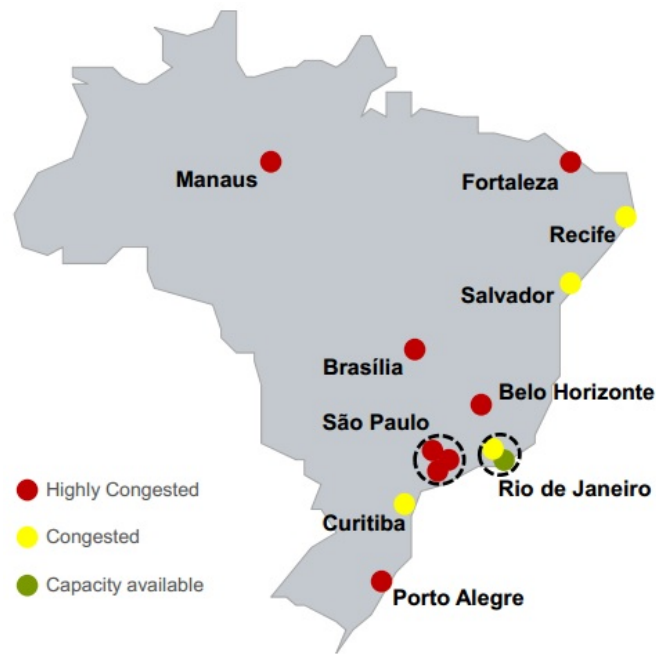 Manaus
Fortaleza
Recife
Salvador
Brasília
Belo Horizonte
São Paulo
Highly Congested
Rio de Janeiro
Curitiba
Congested
Capacity available
Porto Alegre